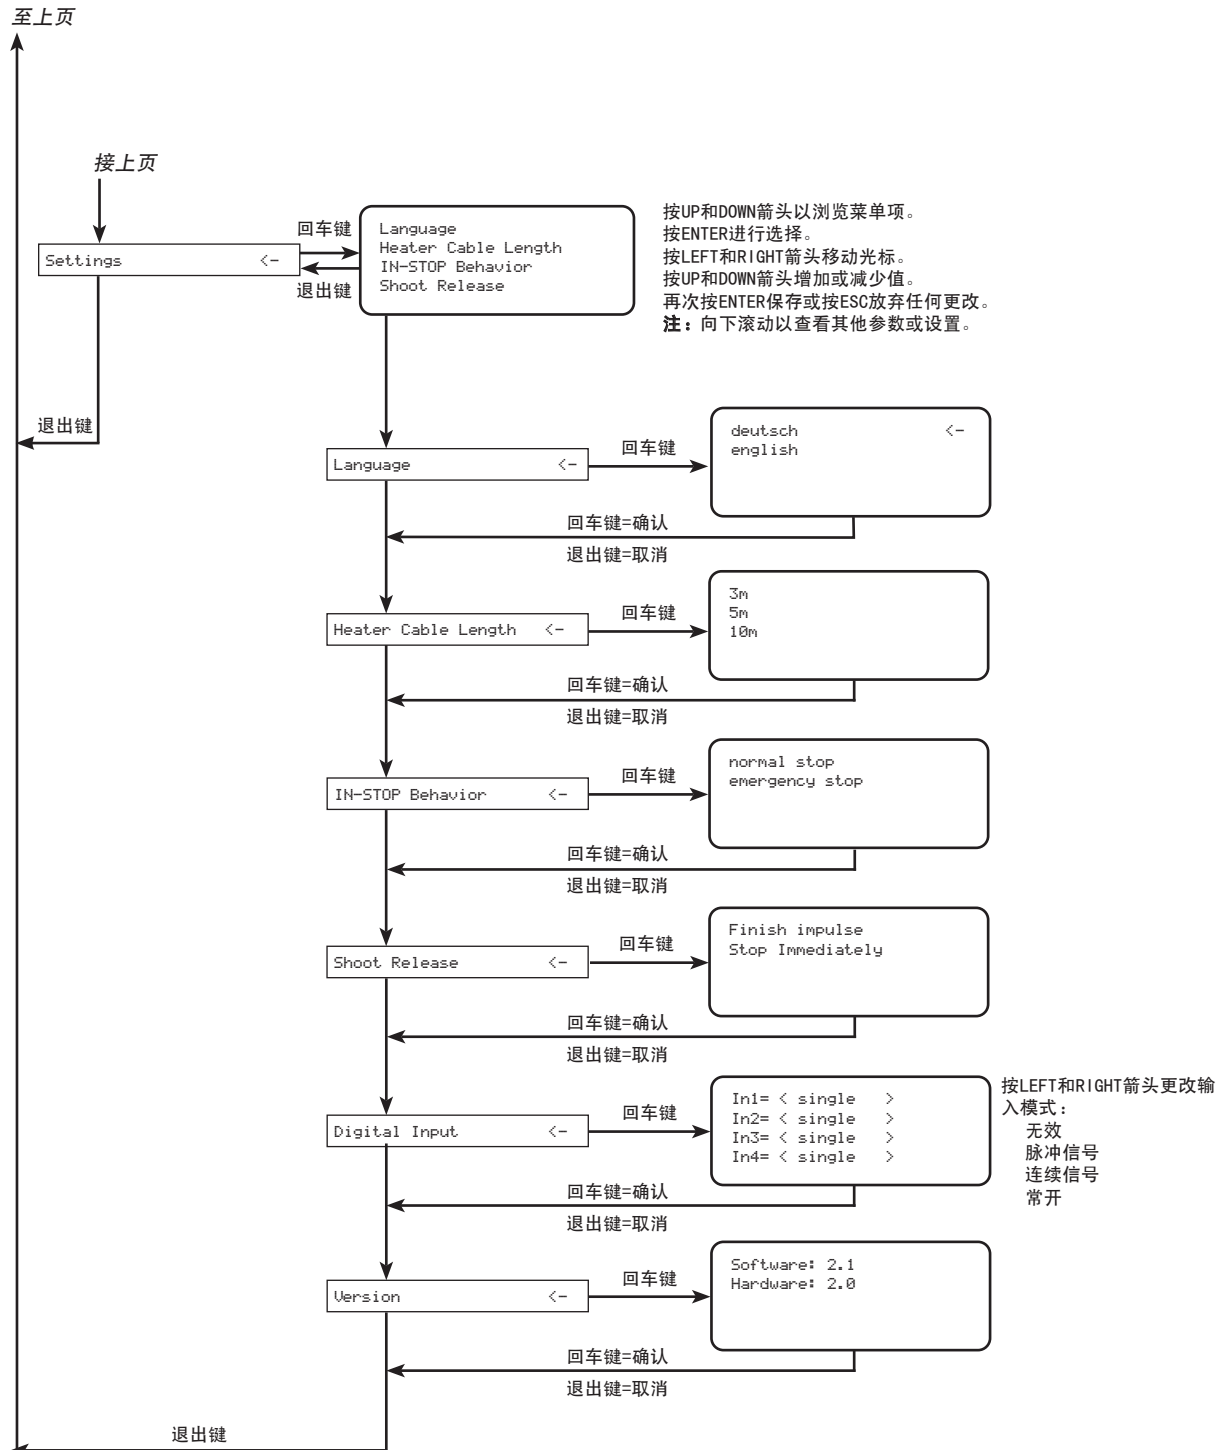 至上页
接上页
Settings <-
回车键
退出键
Language
Heater Cable Length
IN-STOP Behavior
Shoot Release
按UP和DOWN箭头以浏览菜单项。
按ENTER进行选择。
按LEFT和RIGHT箭头移动光标。
按UP和DOWN箭头增加或减少值。
再次按ENTER保存或按ESC放弃任何更改。
注：向下滚动以查看其他参数或设置。
退出键
Language <-
回车键
deutsch <-
english
回车键=确认
退出键=取消
Heater Cable Length <-
回车键
3m
5m
10m
回车键=确认
退出键=取消
IN-STOP Behavior <-
回车键
normal stop
emergency stop
回车键=确认
退出键=取消
Shoot Release <-
回车键
Finish impulse
Stop Immediately
回车键=确认
退出键=取消
Digital Input <-
回车键
In1= < single >
In2= < single >
In3= < single >
In4= < single >
按LEFT和RIGHT箭头更改输
入模式：
无效
脉冲信号
连续信号
常开
回车键=确认
退出键=取消
Version <-
回车键
Software: 2.1
Hardware: 2.0
回车键=确认
退出键=取消
退出键